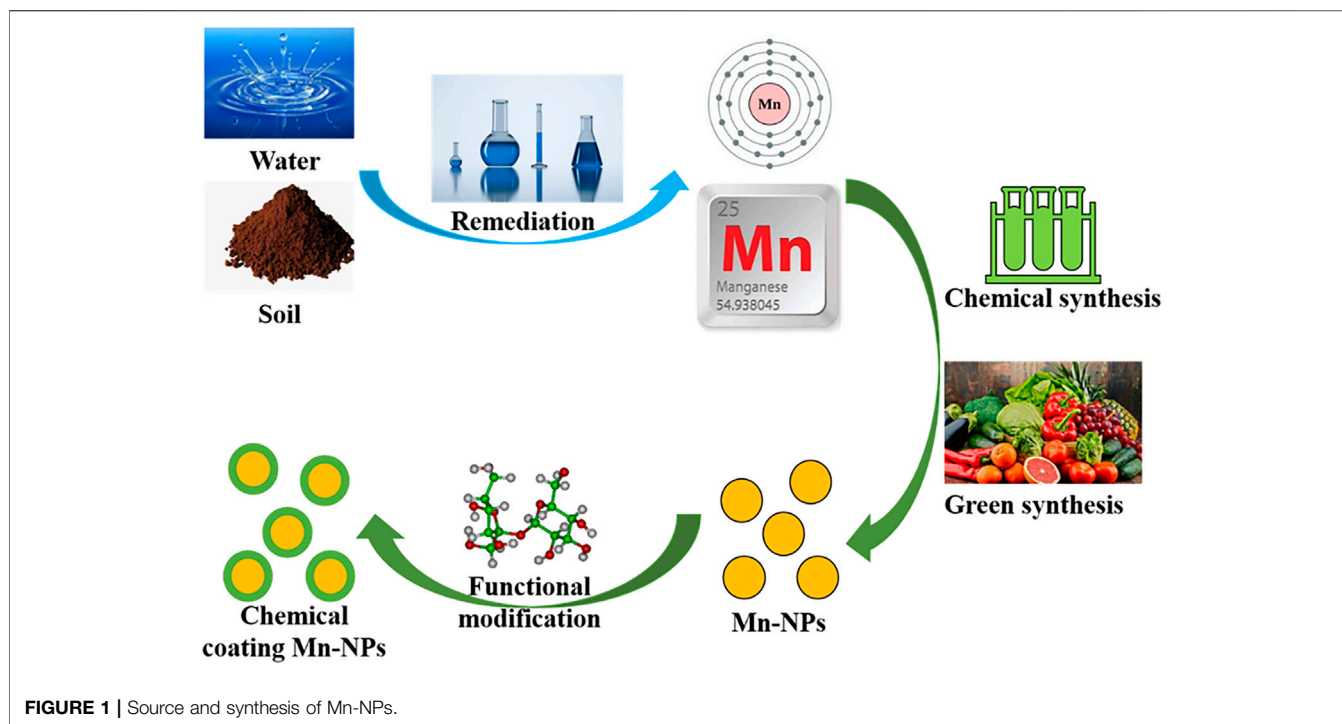 Water
Soil
Remediation
Mn
25
Mn
Manganese
54.938045
Chemical synthesis
Green synthesis
Mn-NPs
Functional
modification
Chemical
coating Mn-NPs
FIGURE 1 | Source and synthesis of Mn-NPs.